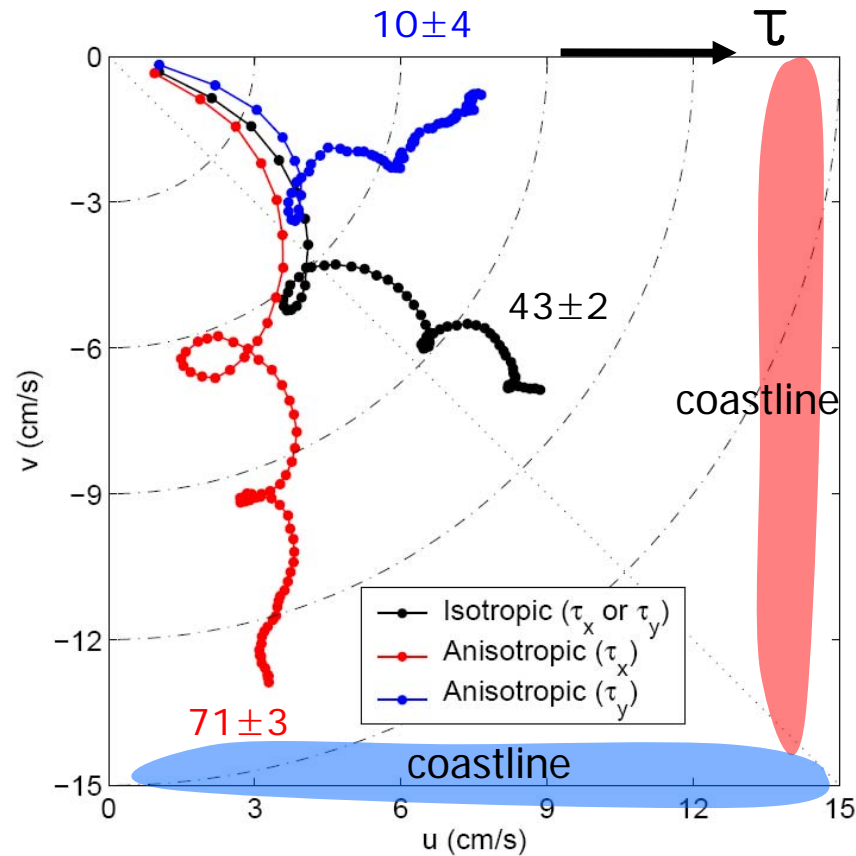 10±4
τ
0
−3
−6
−9
−12
−15
v (cm/s)
43±2
coastline
Isotropic (τx or τy)
Anisotropic (τx)
Anisotropic (τy)
71±3
coastline
0
3
6
9
12
15
u (cm/s)